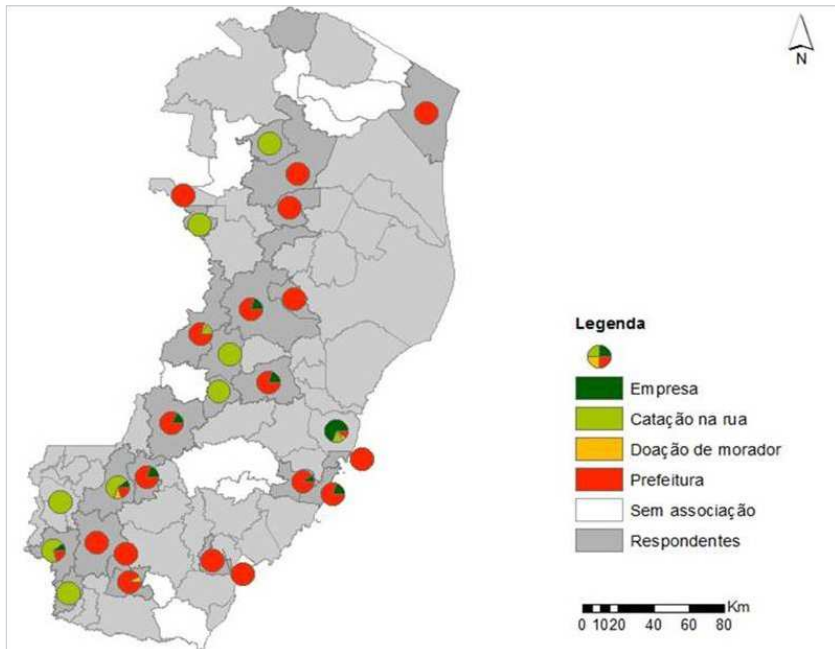 N
Legenda
Empresa
Catação na rua
Doação de morador
Prefeitura
Sem associação
Respondentes
Km
0 10 20 40 60 80